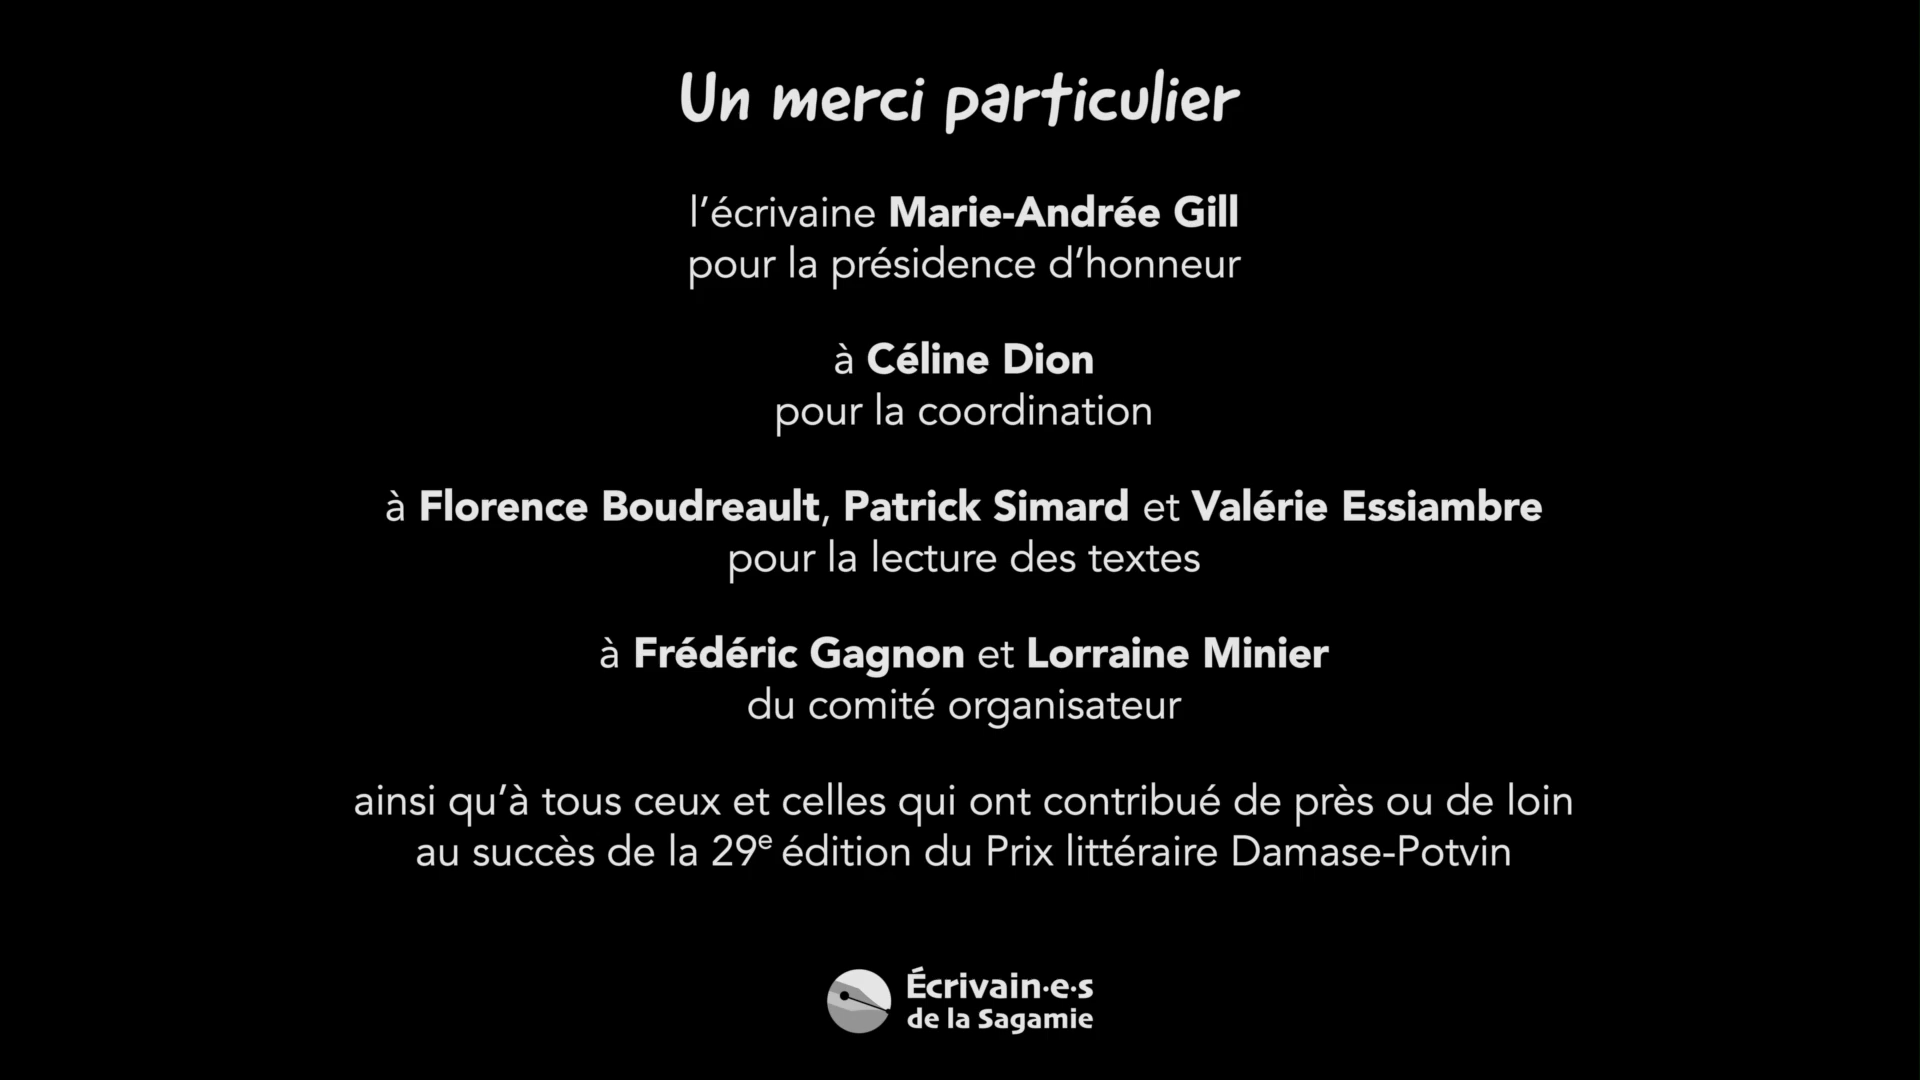 Un merci particulier
l’écrivaine Marie-Andrée Gill
pour la présidence d’honneur
à Céline Dion
pour la coordination
à Florence Boudreault, Patrick Simard et Valérie Essiambre
pour la lecture des textes
à Frédéric Gagnon et Lorraine Minier
du comité organisateur
ainsi qu’à tous ceux et celles qui ont contribué de près ou de loin
au succès de la 29e édition du Prix littéraire Damase-Potvin
Écrivain·e·s
de la Sagamie